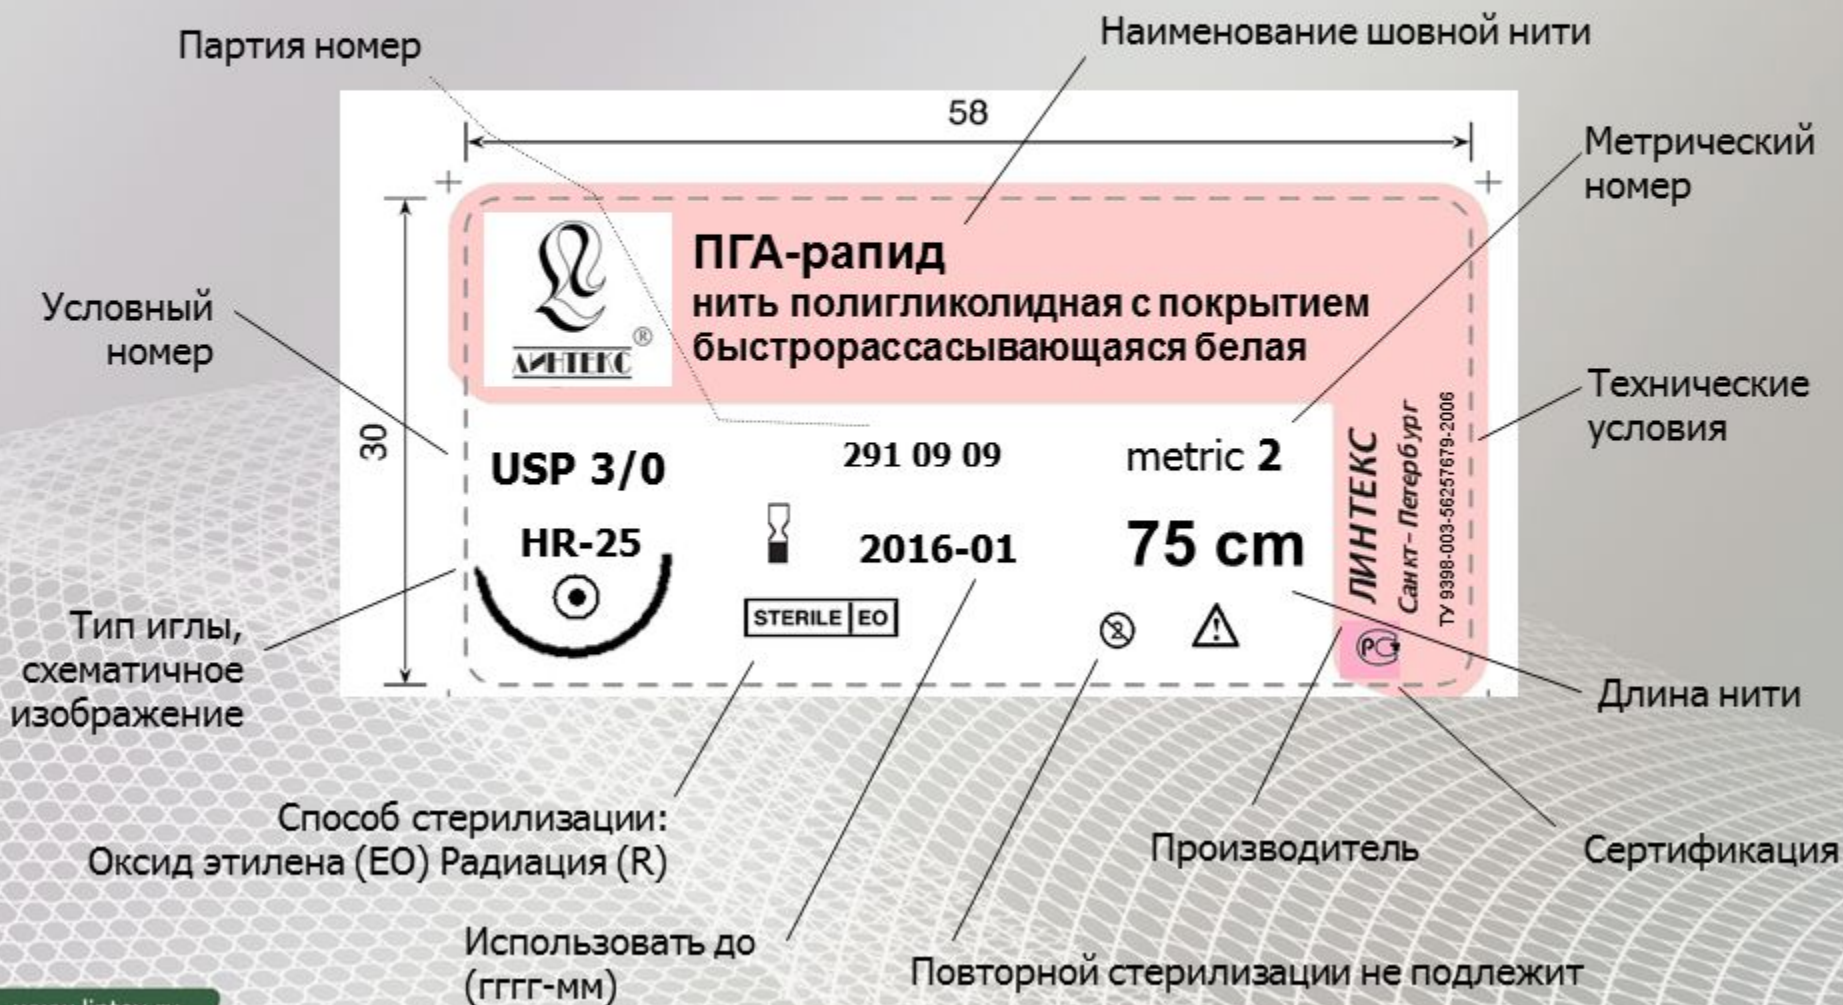 Партия номер
Наименование шовной нити
58
Метрический
номер
ПГА-рапид
нить полигликолидная с покрытием
быстрорассасывающаяся белая
ЛИНТЕКС
®
Условный
номер
30
Технические
условия
USP 3/0
291 09 09
metric 2
HR-25
2016-01
75 cm
STERILE EO
2
ЛИНТЕКС
Санкт-Петербург
ТУ 9398-003-56257679-2006
РС
Тип иглы,
схематичное
изображение
Длина нити
Способ стерилизации:
Оксид этилена (ЕО) Радиация (R)
Производитель
Сертификация
Использовать до
(гггг-мм)
Повторной стерилизации не подлежит